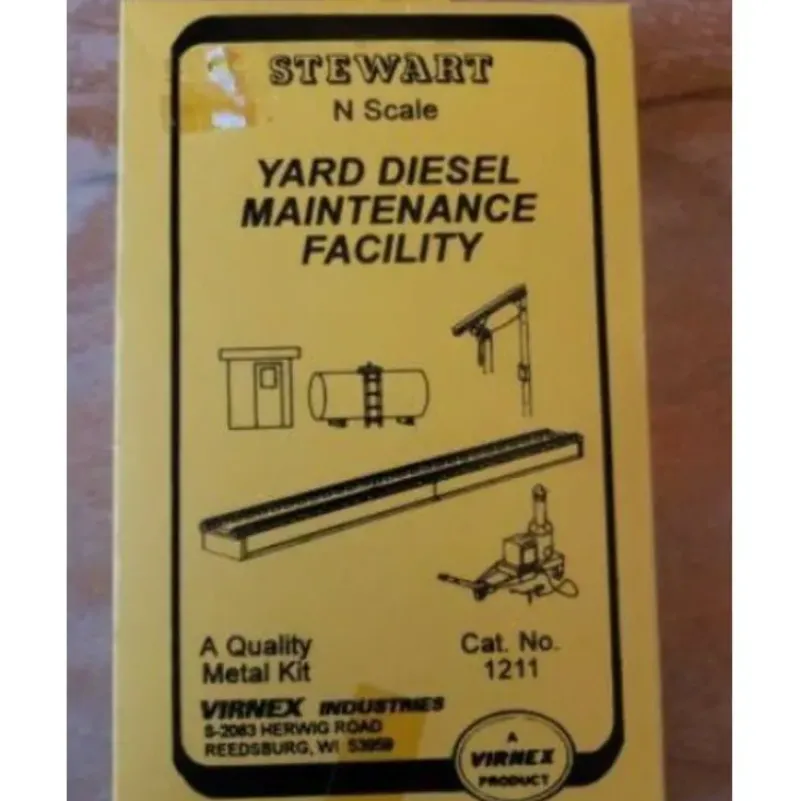 STEWART
N Scale
YARD DIESEL
MAINTENANCE
FACILITY
A Quality
Metal Kit
Cat. No.
1211
VIRNEX INDUSTRIES
S-2083 HERWIG ROAD
REEDSBURG, WI 53959
A
VIRNEX
PRODUCT